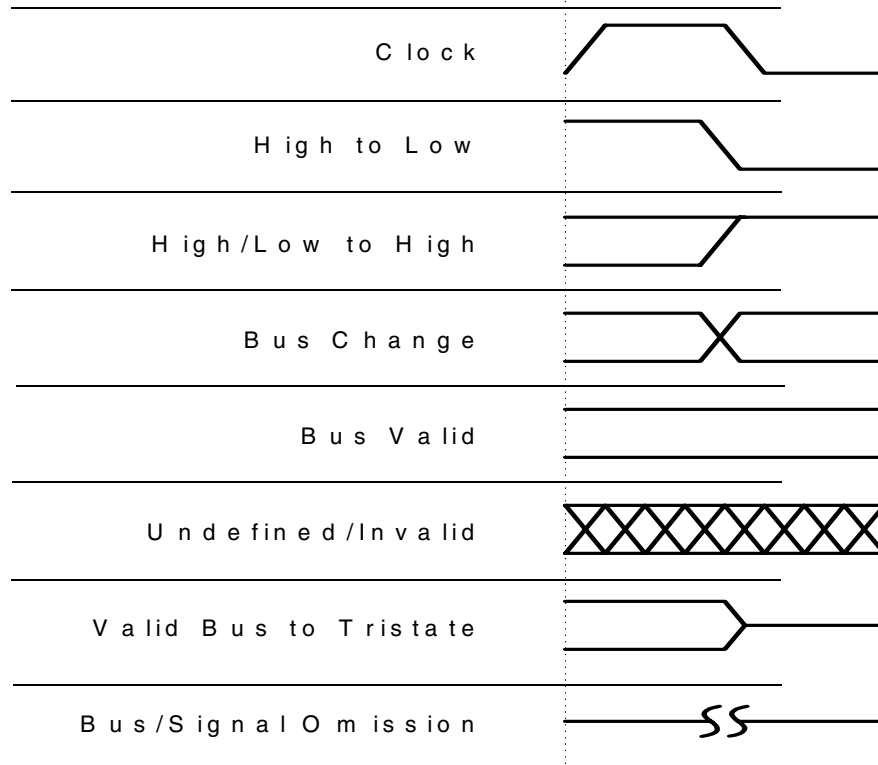 Clock
High to Low
High/Low to High
Bus Change
Bus Valid
Undefined/Invalid
Valid Bus to Tristate
Bus/Signal Omission